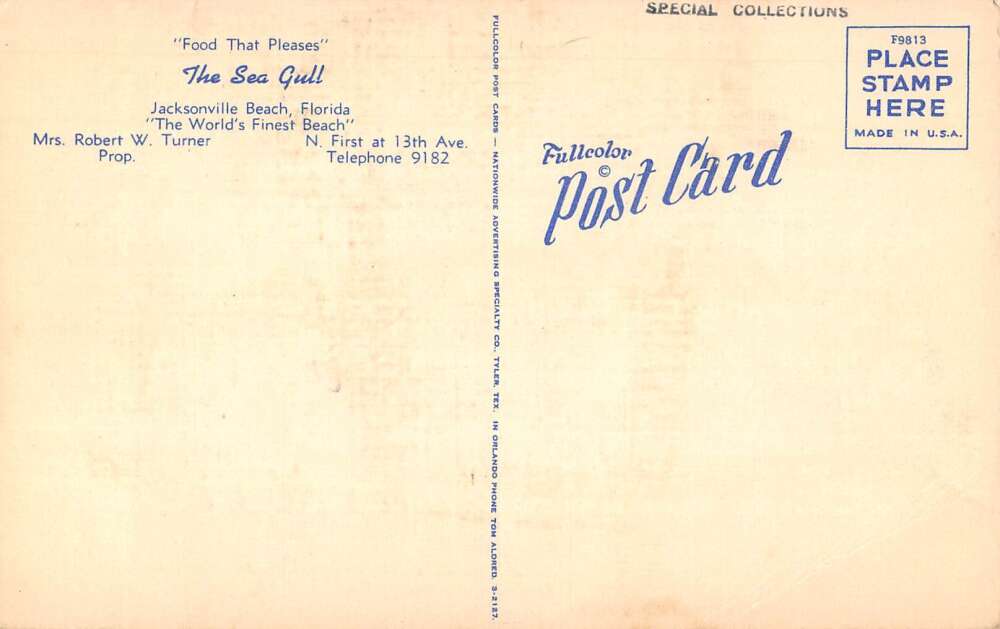 SPECIAL COLLECTIONS
"Food That Pleases"
The Sea Gull
Jacksonville Beach, Florida
"The World's Finest Beach"
Mrs. Robert W. Turner
Prop.
N. First at 13th Ave.
Telephone 9182
FULLCOLOR POST CARDS — NATIONWIDE ADVERTISING SPECIALTY CO., TYLER, TEX. IN ORLANDO PHONE TOM ALDRED. 3-2127.
Fullcolor
©
Post Card
F9813
PLACE
STAMP
HERE
MADE IN U.S.A.